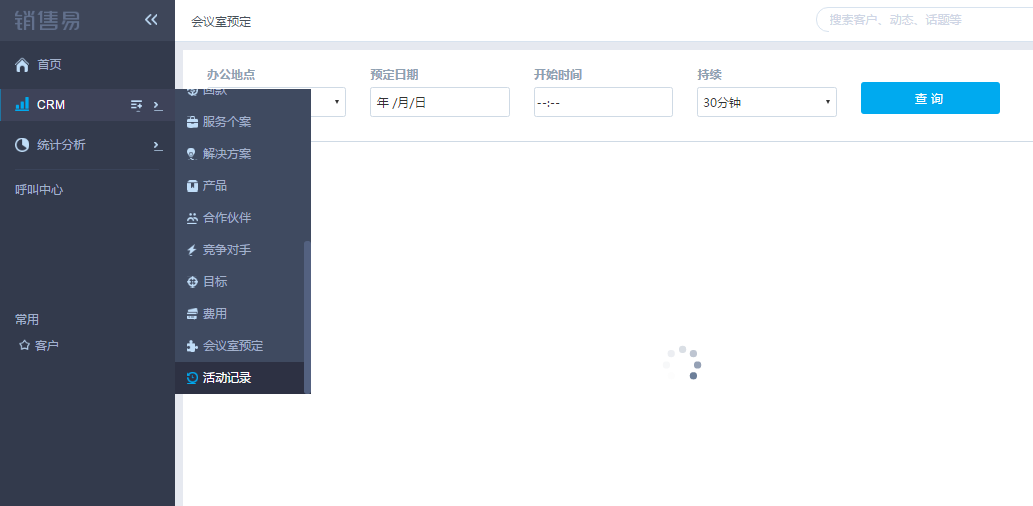 销售易
会议室预定
搜索客户、动态、话题等
首页
CRM
统计分析
呼叫中心
常用
客户
回款
服务个案
解决方案
产品
合作伙伴
竞争对手
目标
费用
会议室预定
活动记录
办公地点
预定日期
开始时间
持续
年 /月/日
--:--
30分钟
查 询